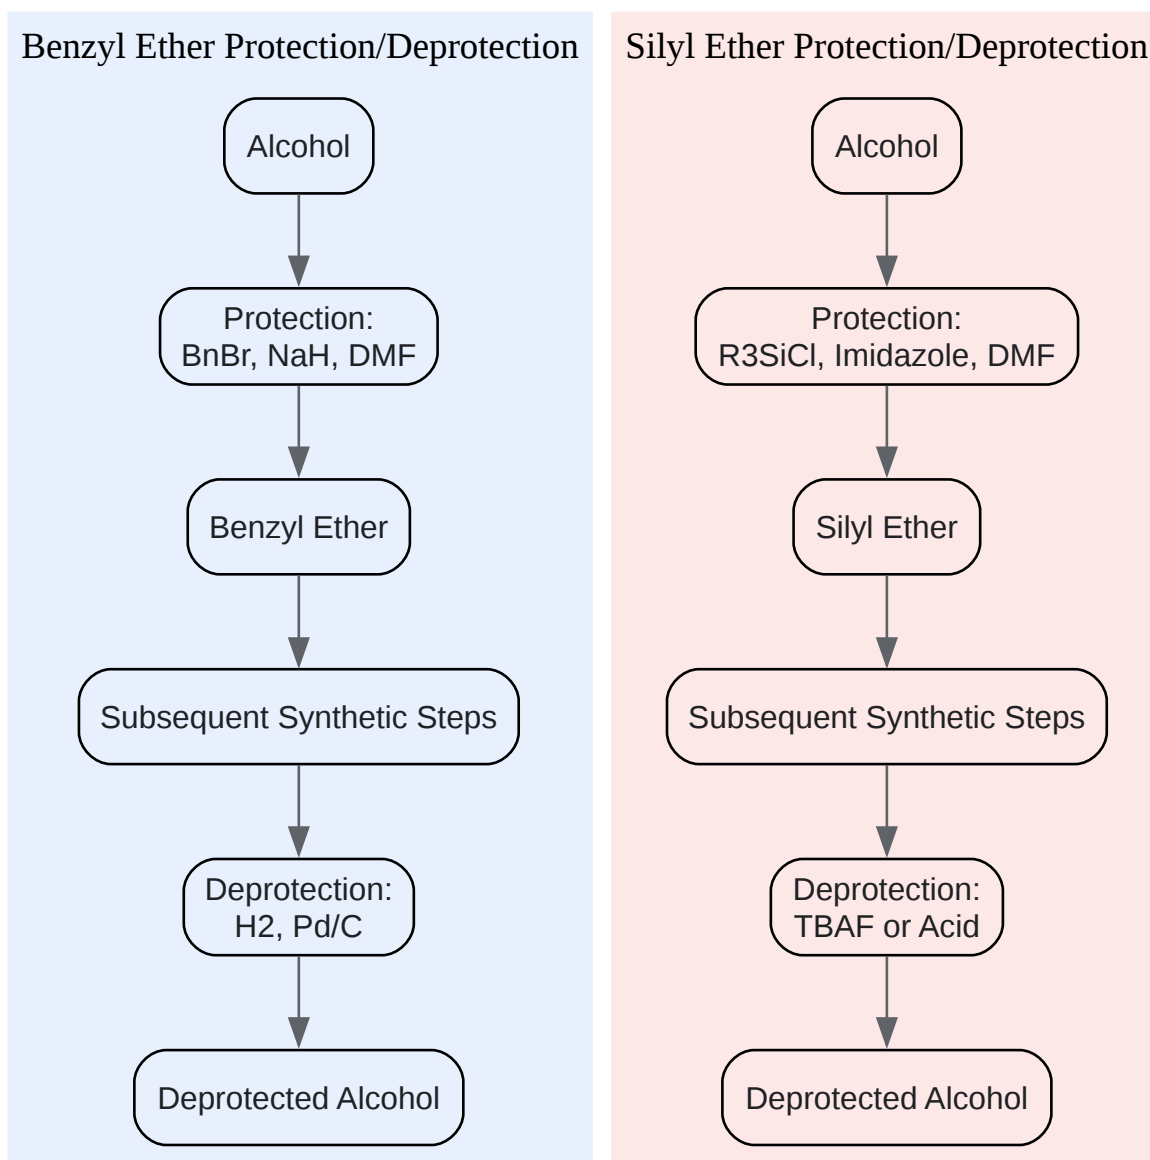 Benzyl Ether Protection/Deprotection
Alcohol
Protection:
BnBr, NaH, DMF
Benzyl Ether
Subsequent Synthetic Steps
Deprotection:
H2, Pd/C
Deprotected Alcohol
Silyl Ether Protection/Deprotection
Alcohol
Protection:
R3SiCl, Imidazole, DMF
Silyl Ether
Subsequent Synthetic Steps
Deprotection:
TBAF or Acid
Deprotected Alcohol